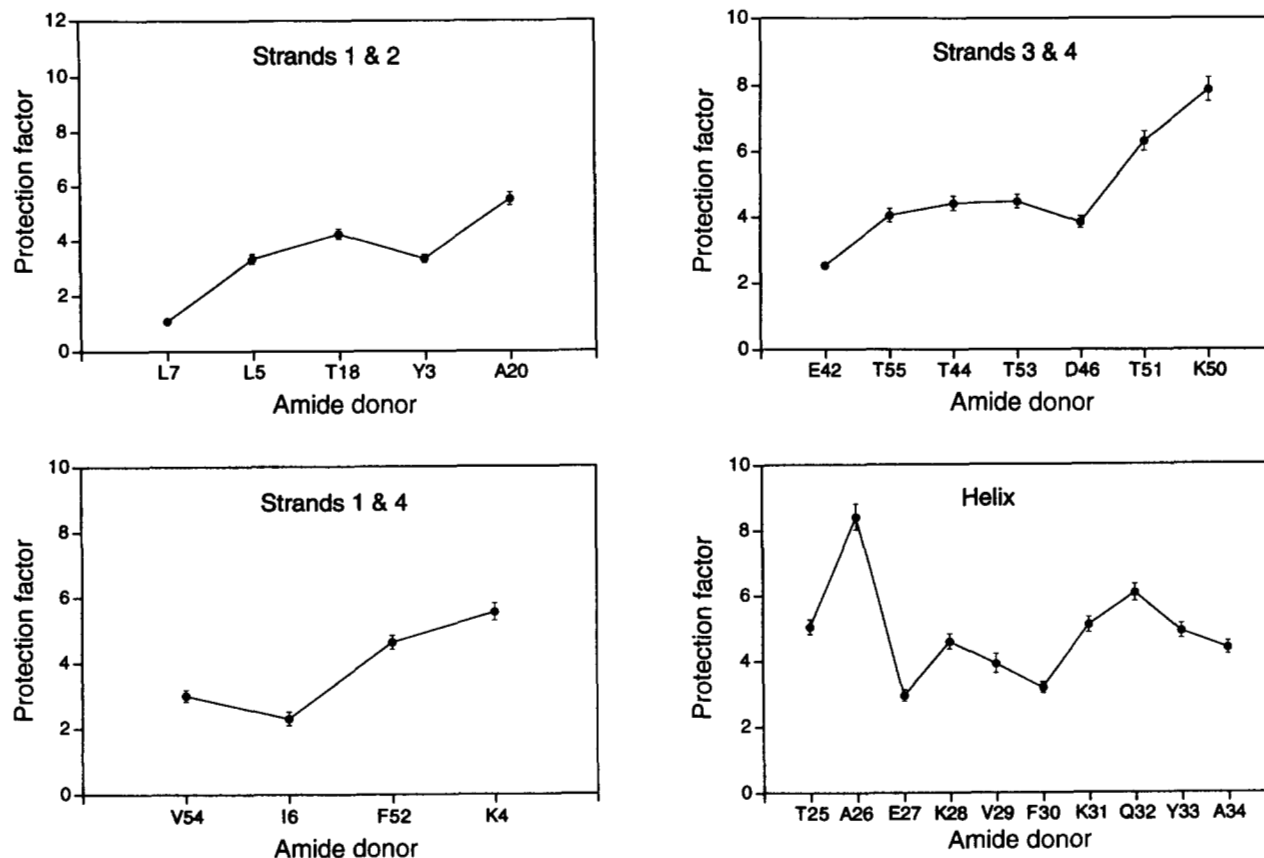 12
10
8
6
4
2
0
Protection factor
Strands 1 & 2
L7 L5 T18 Y3 A20
Amide donor
10
8
6
4
2
0
Protection factor
Strands 3 & 4
E42 T55 T44 T53 D46 T51 K50
Amide donor
10
8
6
4
2
0
Protection factor
Strands 1 & 4
V54 I6 F52 K4
Amide donor
10
8
6
4
2
0
Protection factor
Helix
T25 A26 E27 K28 V29 F30 K31 Q32 Y33 A34
Amide donor